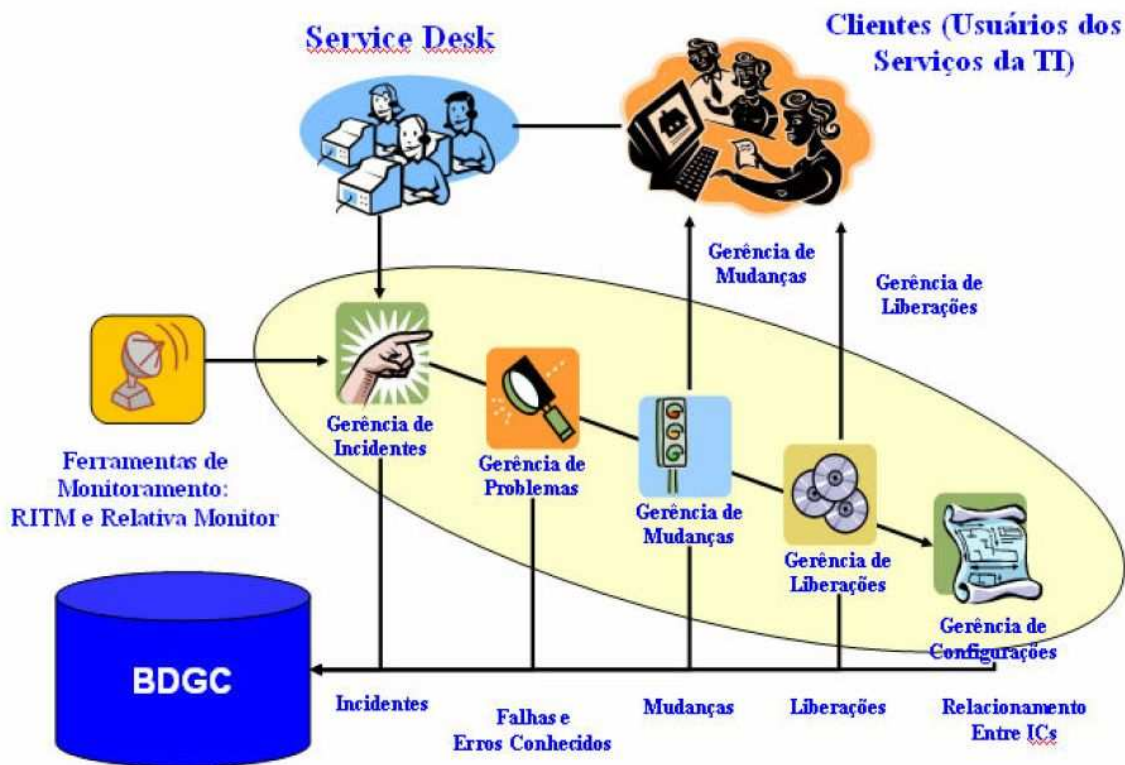 Service Desk
Clientes (Usuários dos
Serviços da TI)
Gerência de
Mudanças
Gerência de
Liberações
Gerência de
Incidentes
Gerência de
Problemas
Gerência de
Mudanças
Gerência de
Liberações
Gerência de
Configurações
Ferramentas de
Monitoramento:
RITM e Relativa Monitor
BDGC
Incidentes
Falhas e
Erros Conhecidos
Mudanças
Liberações
Relacionamento
Entre ICs